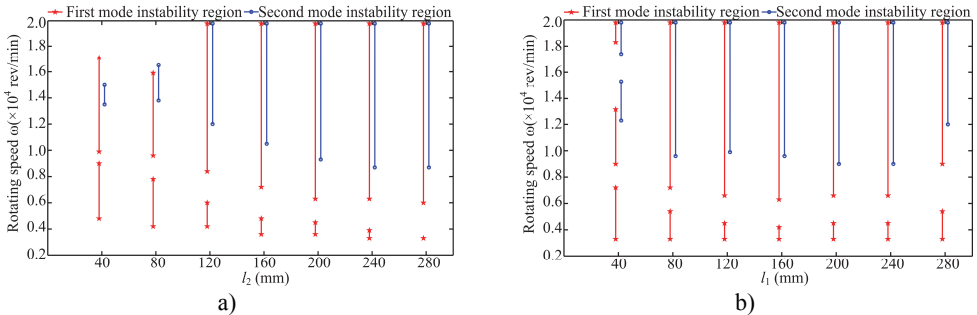 First mode instability region Second mode instability region
2.0
1.8
1.6
1.4
1.2
1.0
0.8
0.6
0.4
0.2
Rotating speed ω(×10⁴ rev/min)
40 80 120 160 200 240 280
l₂ (mm)
a)
First mode instability region Second mode instability region
2.0
1.8
1.6
1.4
1.2
1.0
0.8
0.6
0.4
0.2
Rotating speed ω(×10⁴ rev/min)
40 80 120 160 200 240 280
l₁ (mm)
b)